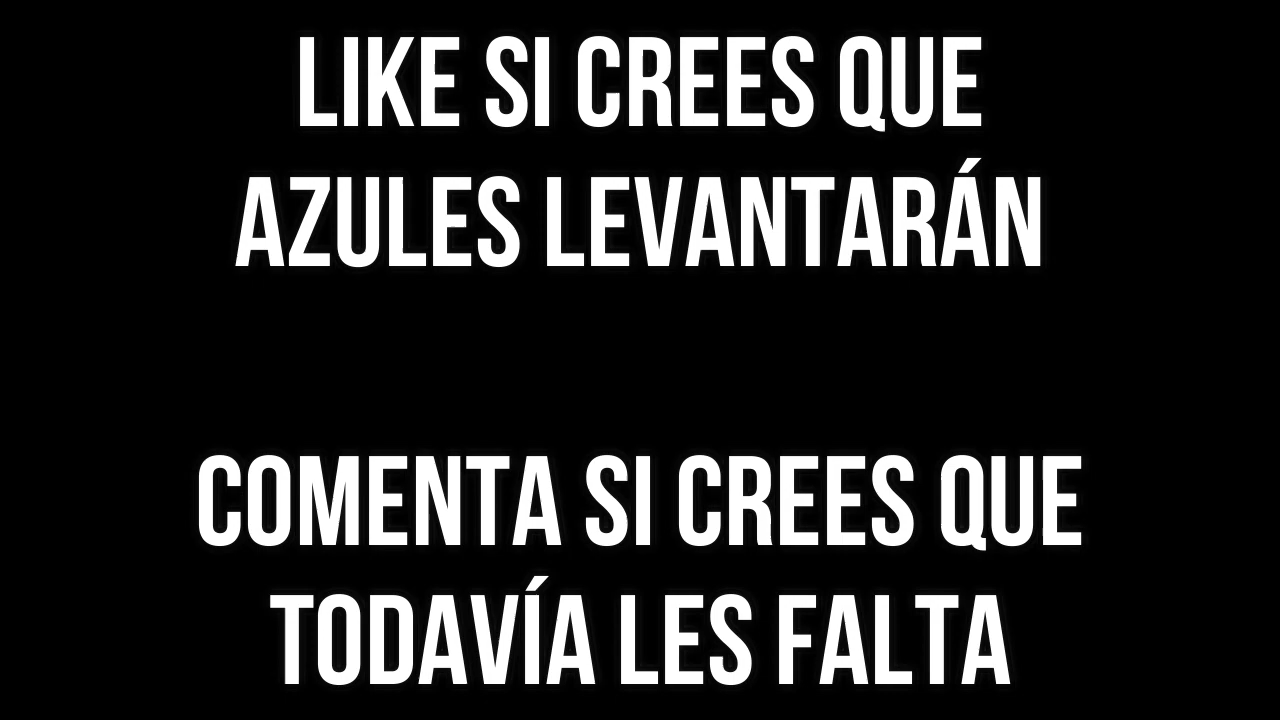 LIKE SI CREES QUE
AZULES LEVANTARÁN
COMENTA SI CREES QUE
TODAVÍA LES FALTA